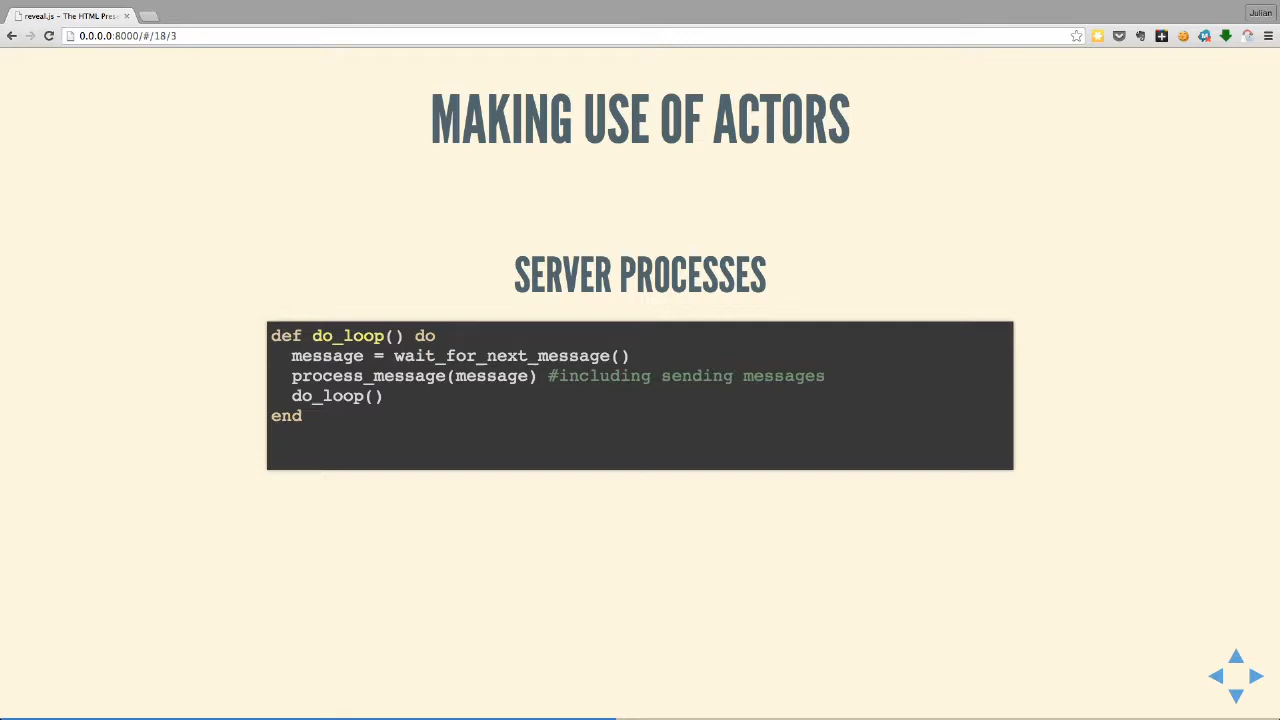 reveal.js – The HTML Pres
Julian
0.0.0.0:8000/#/18/3
MAKING USE OF ACTORS
SERVER PROCESSES
def do_loop() do
  message = wait_for_next_message()
  process_message(message) #including sending messages
  do_loop()
end